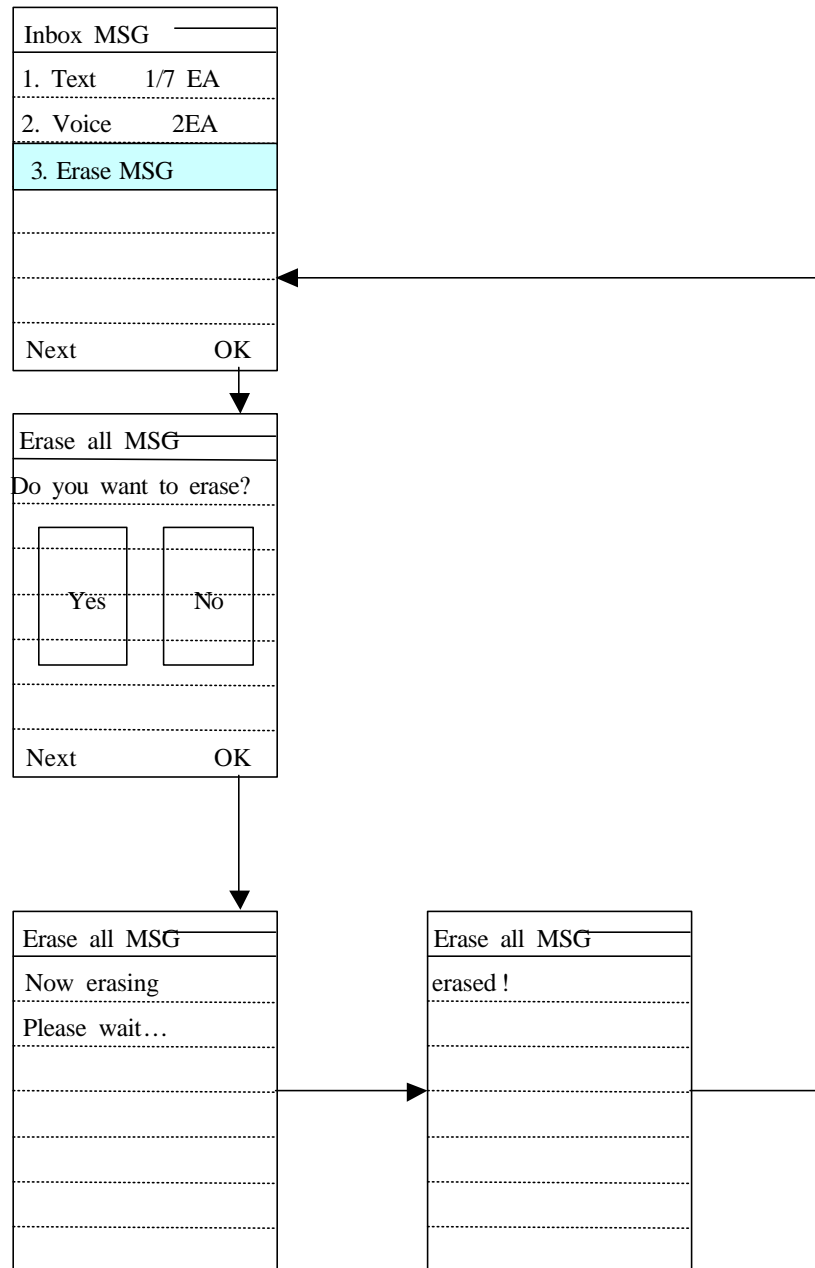 Inbox MSG
1. Text 1/7 EA
2. Voice 2EA
3. Erase MSG
Next OK
Erase all MSG
Do you want to erase?
Yes No
Next OK
Erase all MSG
Now erasing
Please wait…
Erase all MSG
erased !